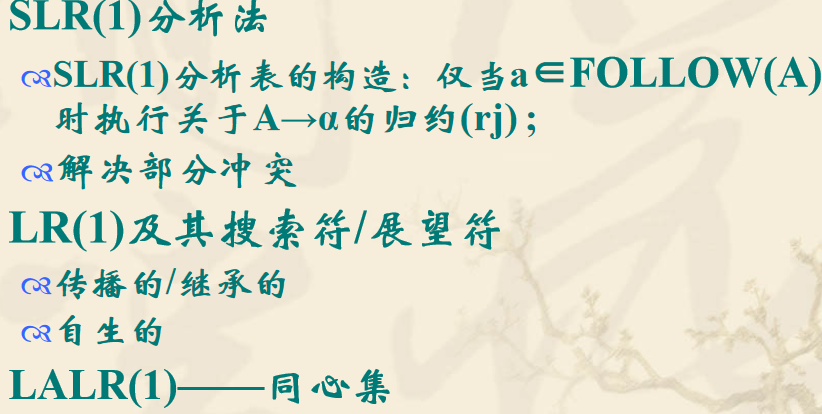 SLR(1)分析法
SLR(1)分析表的构造：仅当a∈FOLLOW(A)
时执行关于A→α的归约(rj)；
解决部分冲突
LR(1)及其搜索符/展望符
传播的/继承的
自生的
LALR(1)——同心集